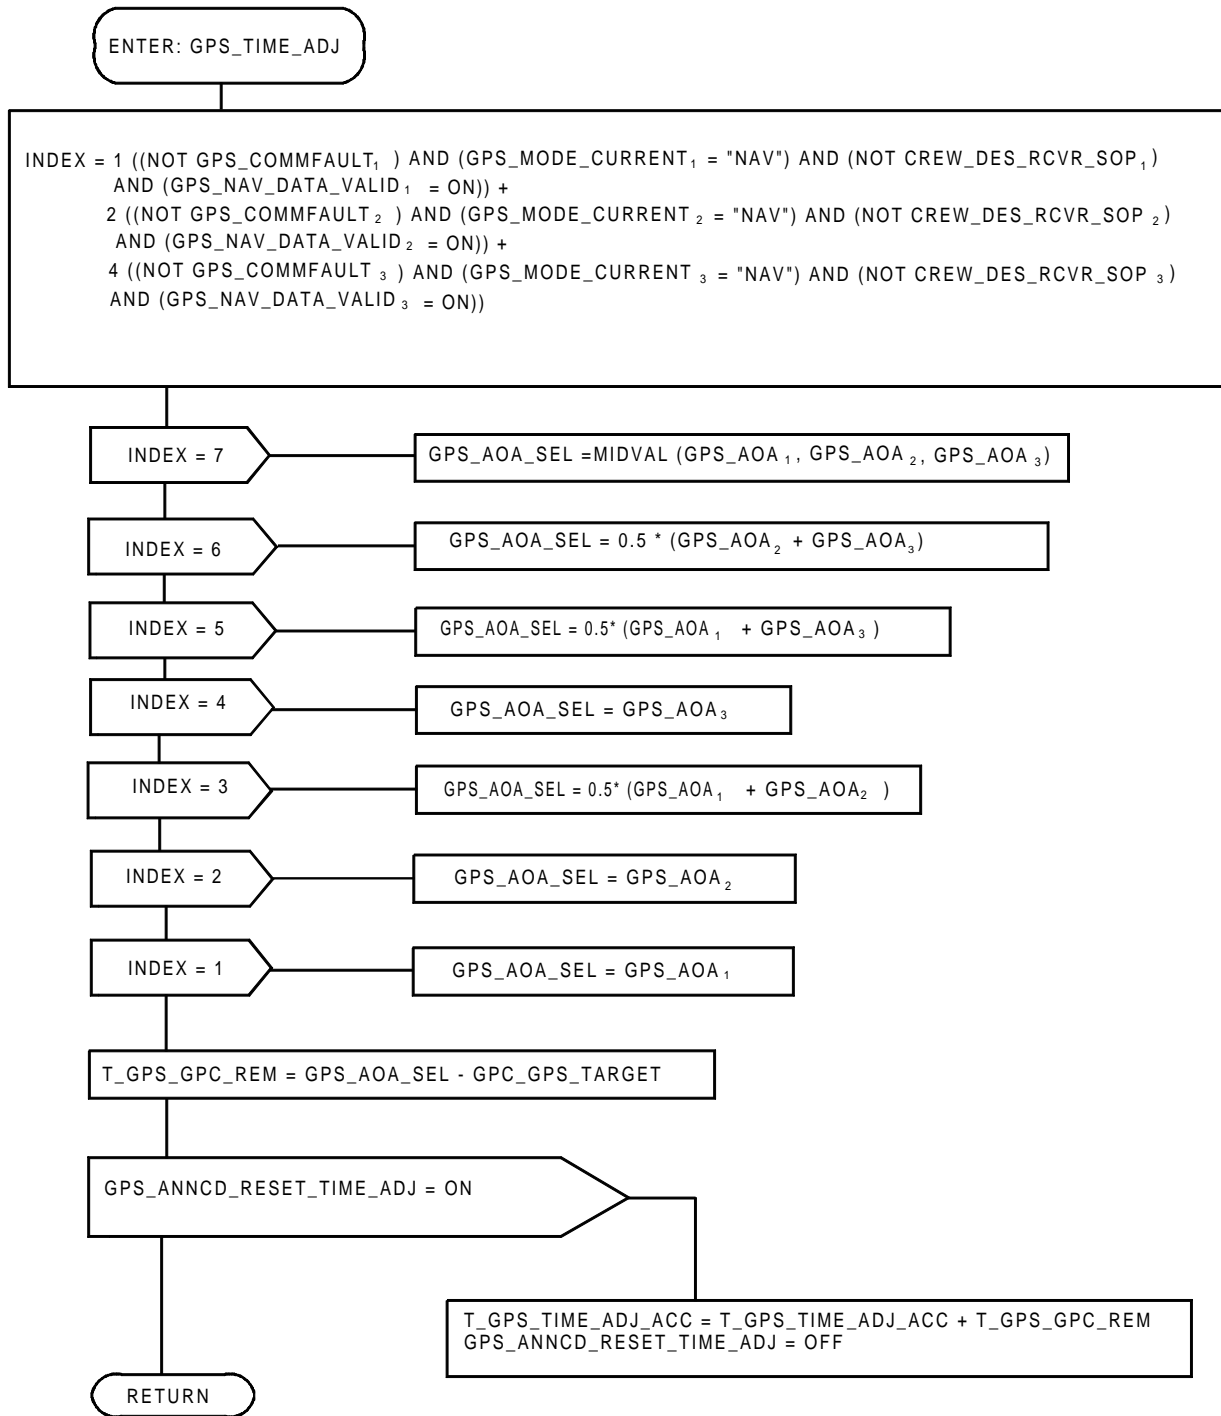 ENTER: GPS_TIME_ADJ
INDEX = 1 ((NOT GPS_COMMFAULT₁ ) AND (GPS_MODE_CURRENT₁ = "NAV") AND (NOT CREW_DES_RCVR_SOP₁)
AND (GPS_NAV_DATA_VALID₁ = ON)) +
2 ((NOT GPS_COMMFAULT₂ ) AND (GPS_MODE_CURRENT₂ = "NAV") AND (NOT CREW_DES_RCVR_SOP₂)
AND (GPS_NAV_DATA_VALID₂ = ON)) +
4 ((NOT GPS_COMMFAULT₃ ) AND (GPS_MODE_CURRENT₃ = "NAV") AND (NOT CREW_DES_RCVR_SOP₃)
AND (GPS_NAV_DATA_VALID₃ = ON))
INDEX = 7
GPS_AOA_SEL =MIDVAL (GPS_AOA₁, GPS_AOA₂, GPS_AOA₃)
INDEX = 6
GPS_AOA_SEL = 0.5 * (GPS_AOA₂ + GPS_AOA₃)
INDEX = 5
GPS_AOA_SEL = 0.5* (GPS_AOA₁ + GPS_AOA₃ )
INDEX = 4
GPS_AOA_SEL = GPS_AOA₃
INDEX = 3
GPS_AOA_SEL = 0.5* (GPS_AOA₁ + GPS_AOA₂ )
INDEX = 2
GPS_AOA_SEL = GPS_AOA₂
INDEX = 1
GPS_AOA_SEL = GPS_AOA₁
T_GPS_GPC_REM = GPS_AOA_SEL - GPC_GPS_TARGET
GPS_ANNCD_RESET_TIME_ADJ = ON
T_GPS_TIME_ADJ_ACC = T_GPS_TIME_ADJ_ACC + T_GPS_GPC_REM
GPS_ANNCD_RESET_TIME_ADJ = OFF
RETURN